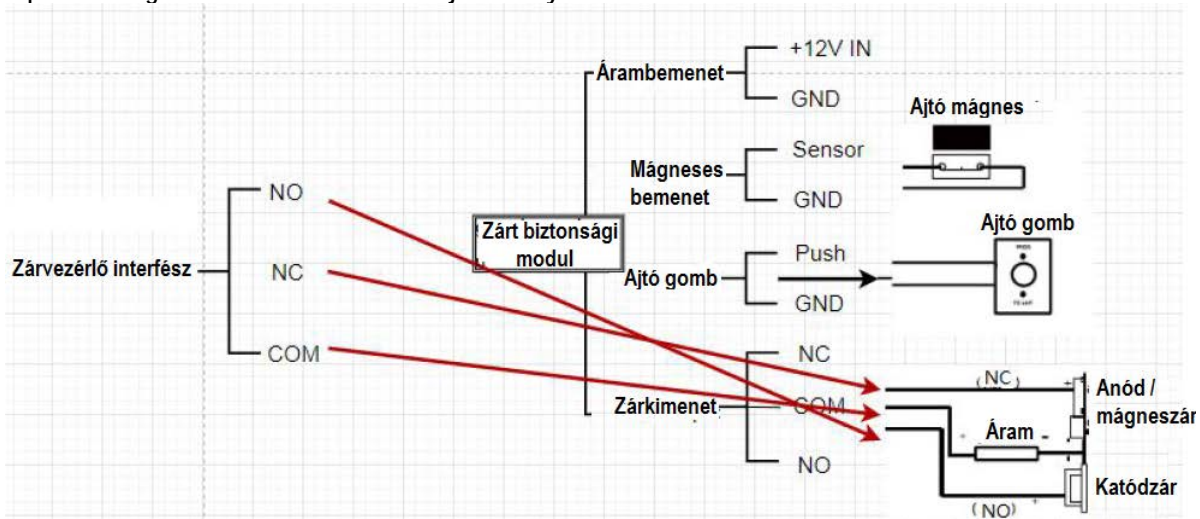 +12V IN
Árambemenet
GND
Ajtó mágnes
Sensor
Mágneses
bemenet
GND
NO
Zárt biztonsági
modul
Ajtó gomb
Push
Zárvezérlő interfész
NC
Ajtó gomb
GND
COM
NC
(NC)
Anód /
mágneszár
Zárkimenet
COM
Áram
NO
Katódzár
(NO)